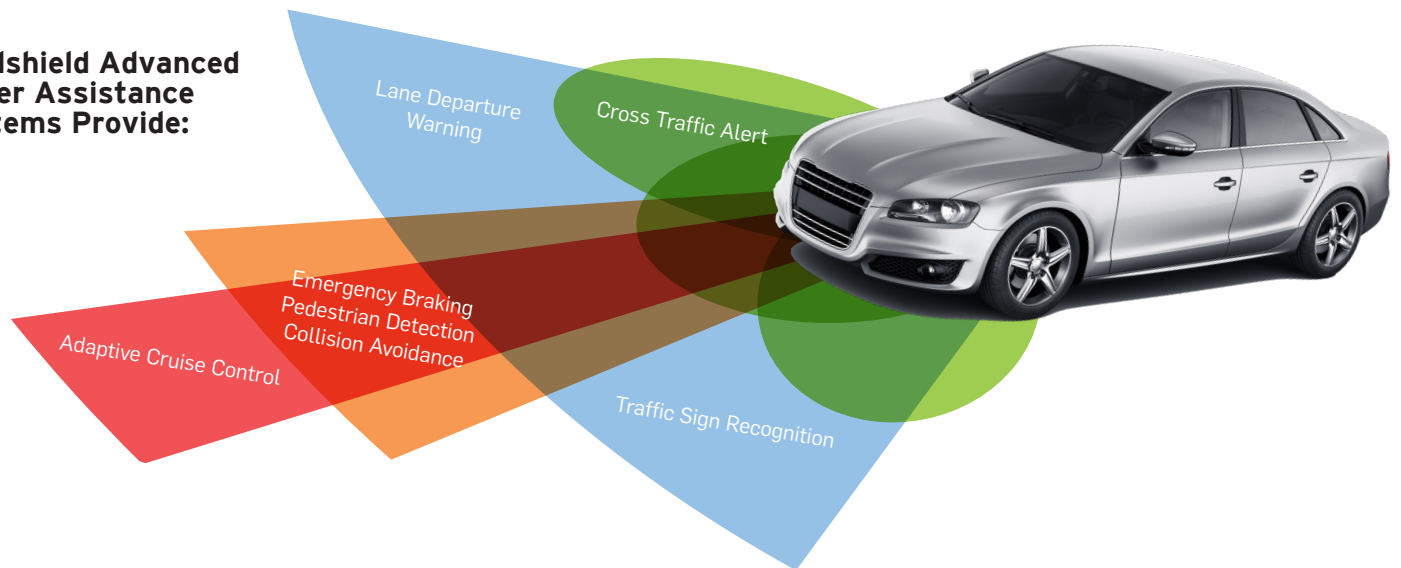 dshield Advanced
er Assistance
tems Provide:
Lane Departure
Warning
Cross Traffic Alert
Emergency Braking
Pedestrian Detection
Collision Avoidance
Adaptive Cruise Control
Traffic Sign Recognition